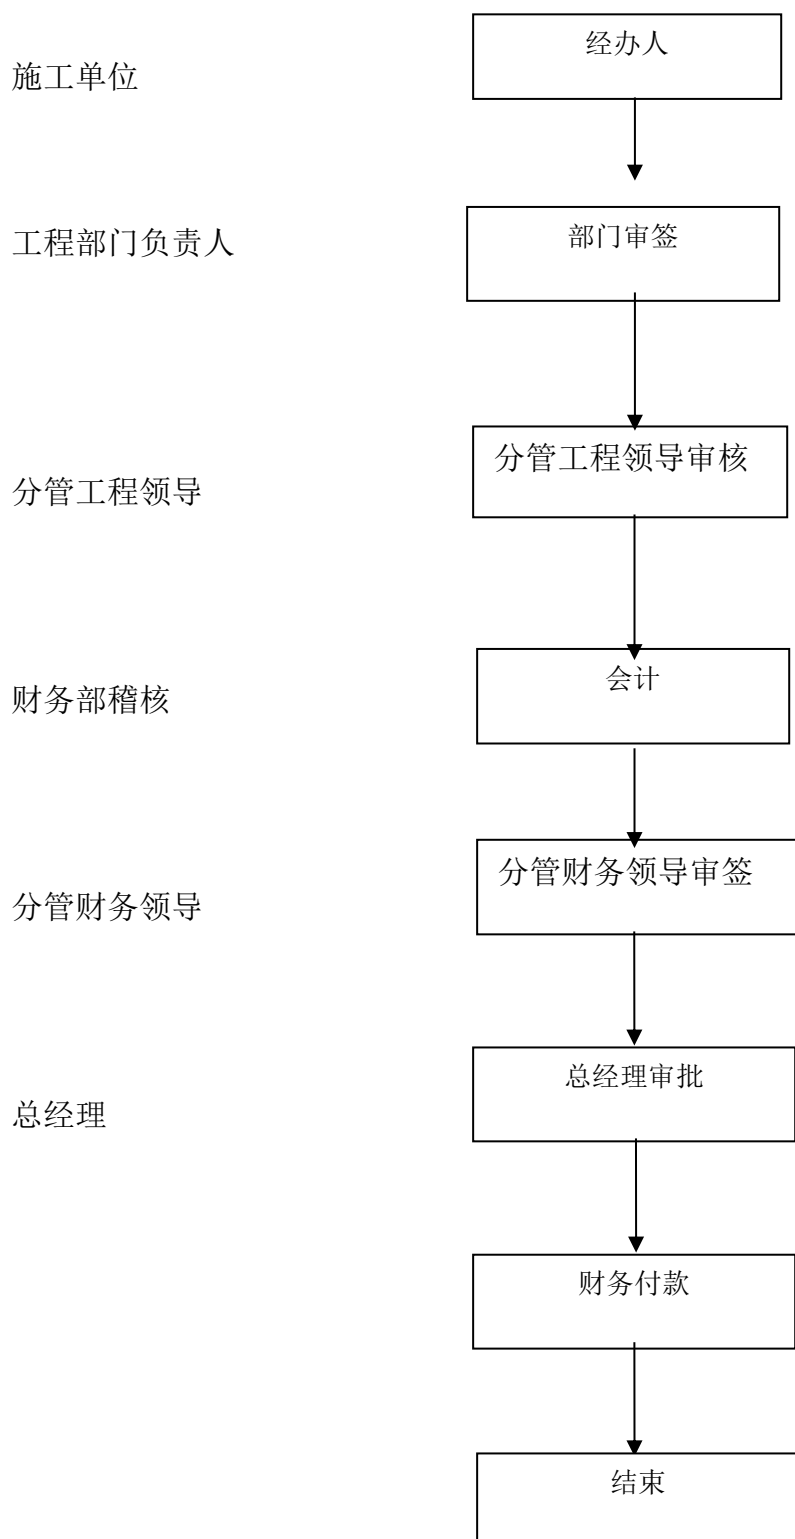 经办人
施工单位
部门审签
工程部门负责人
分管工程领导审核
分管工程领导
会计
财务部稽核
分管财务领导审签
分管财务领导
总经理审批
总经理
财务付款
结束